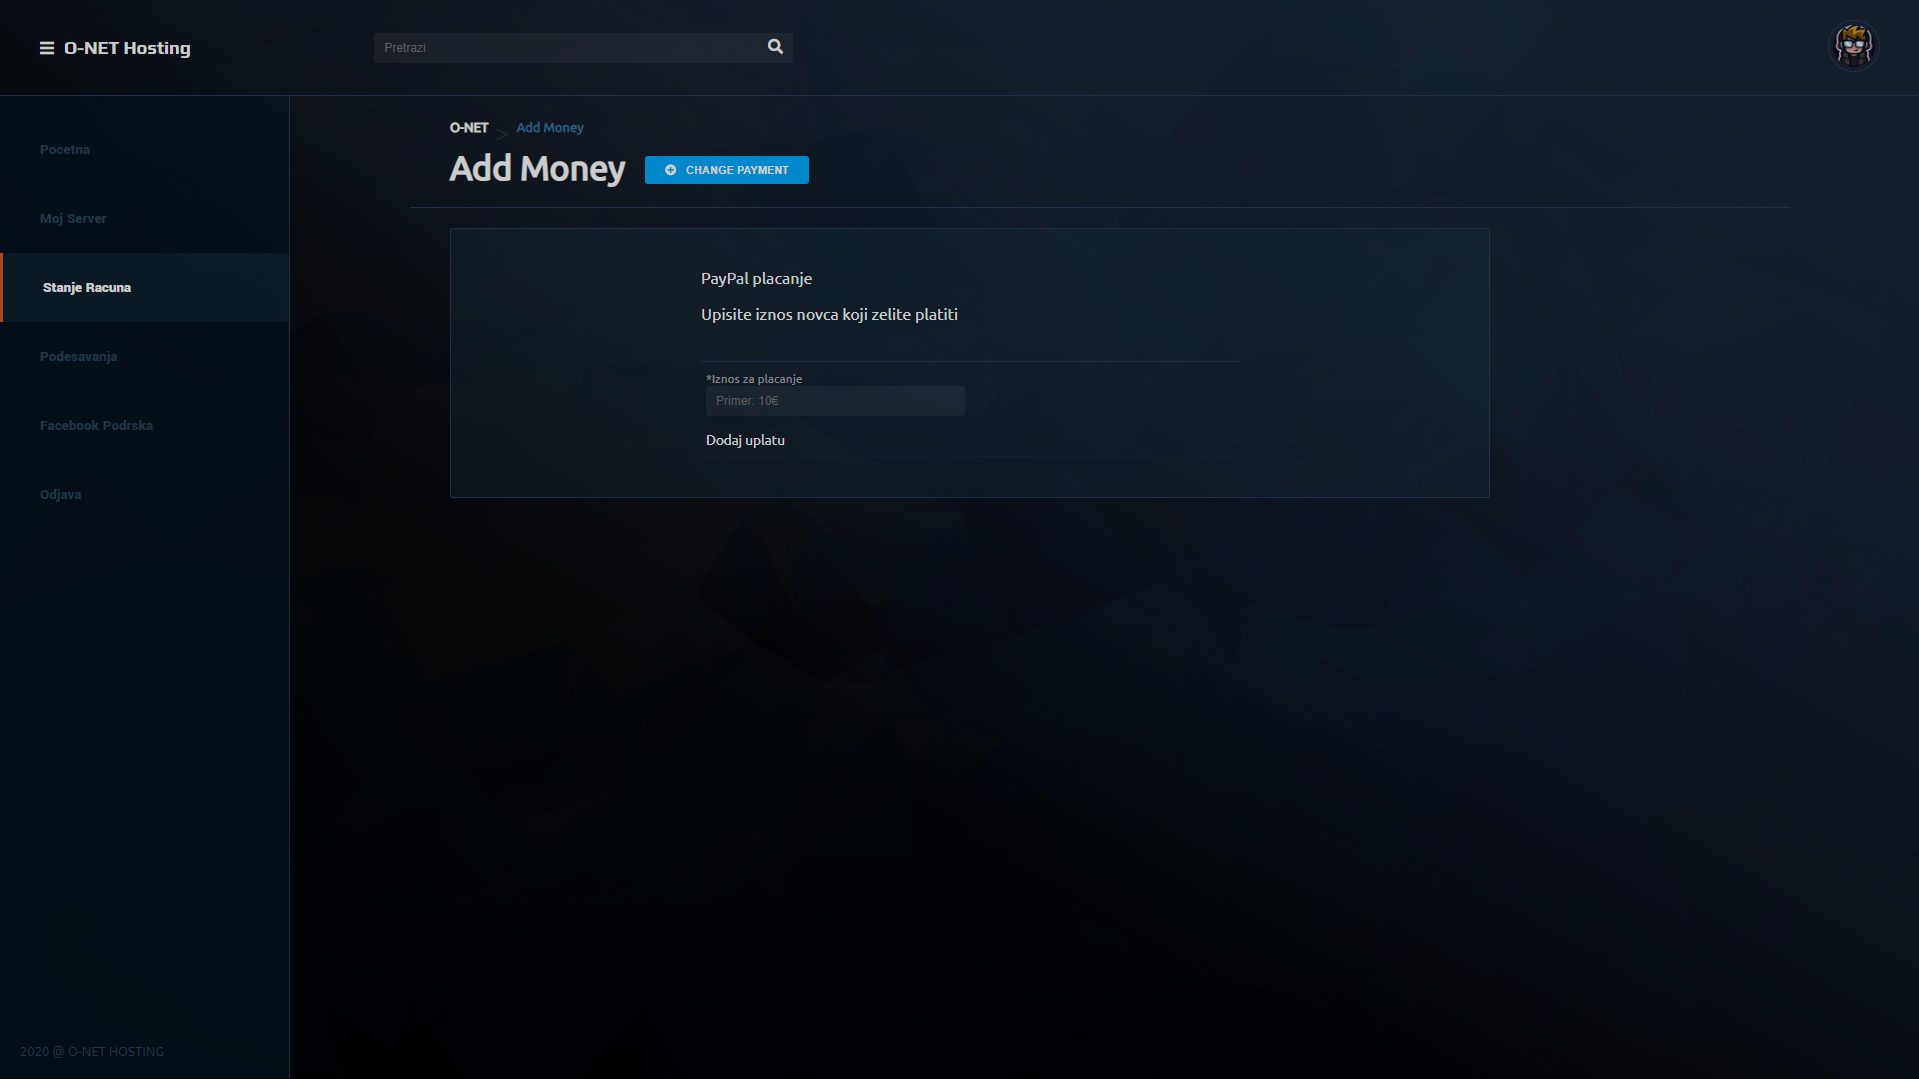 O-NET Hosting
Pretrazi
Pocetna
Moj Server
Stanje Racuna
Podesavanja
Facebook Podrska
Odjava
2020 @ O-NET HOSTING
O-NET > Add Money
Add Money
CHANGE PAYMENT
PayPal placanje
Upisite iznos novca koji zelite platiti
*Iznos za placanje
Primer: 10€
Dodaj uplatu